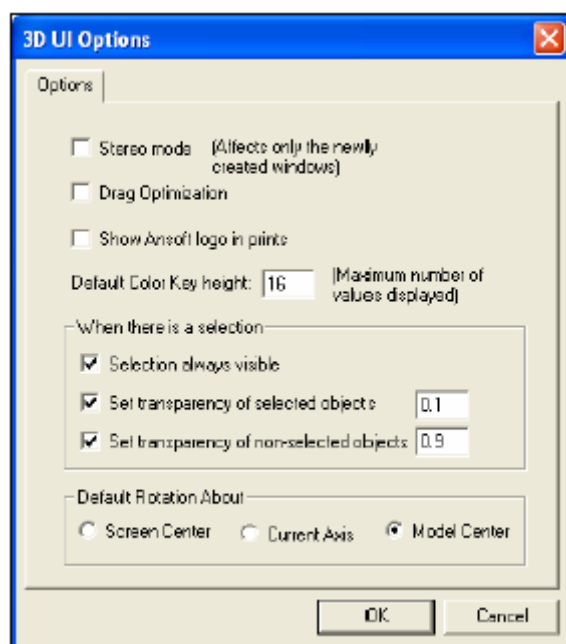 3D UI Options
Options
Stereo mode (Affects only the newly
created windows)
Drag Optimization
Show Ansoft logo in prints
Default Color Key height: 16 (Maximum number of
values displayed)
When there is a selection
Selection always visible
Set transparency of selected objects 0.1
Set transparency of non-selected objects 0.9
Default Rotation About
Screen Center Current Axis Model Center
OK Cancel